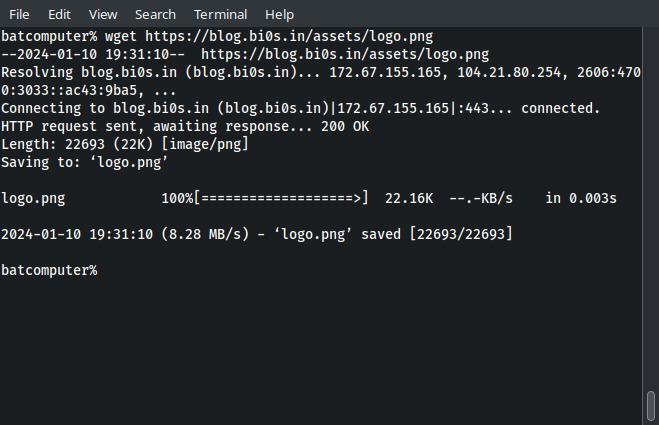 File Edit View Search Terminal Help
batcomputer% wget https://blog.bi0s.in/assets/logo.png
--2024-01-10 19:31:10--  https://blog.bi0s.in/assets/logo.png
Resolving blog.bi0s.in (blog.bi0s.in)... 172.67.155.165, 104.21.80.254, 2606:470
0:3033::ac43:9ba5, ...
Connecting to blog.bi0s.in (blog.bi0s.in)|172.67.155.165|:443... connected.
HTTP request sent, awaiting response... 200 OK
Length: 22693 (22K) [image/png]
Saving to: ‘logo.png’
logo.png            100%[===================>]  22.16K  --.-KB/s    in 0.003s
2024-01-10 19:31:10 (8.28 MB/s) - ‘logo.png’ saved [22693/22693]
batcomputer%